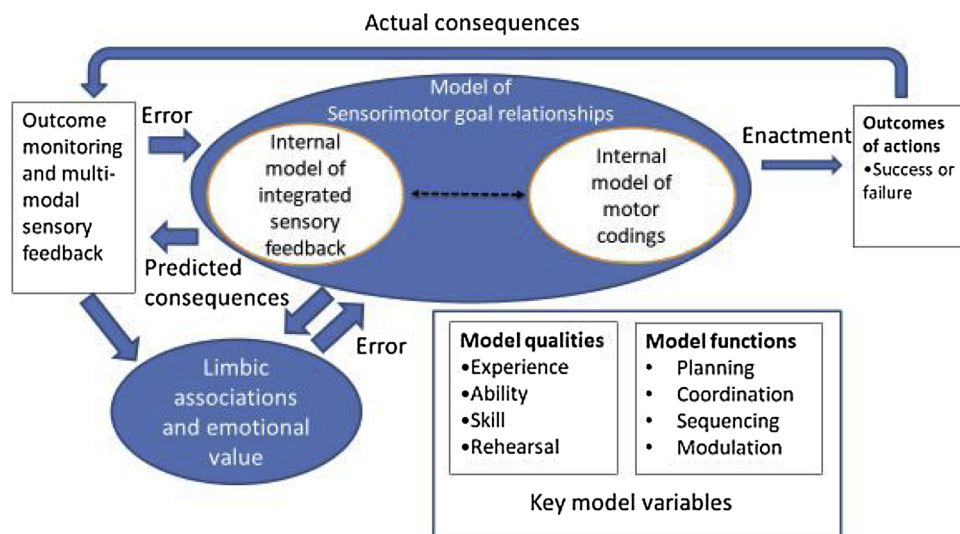 Actual consequences
Outcome
monitoring
and multi-
modal
sensory
feedback
Error
Model of
Sensorimotor goal relationships
Internal
model of
integrated
sensory
feedback
Internal
model of
motor
codings
Enactment
Outcomes
of actions
•Success or
failure
Predicted
consequences
Error
Limbic
associations
and emotional
value
Model qualities
•Experience
•Ability
•Skill
•Rehearsal
Model functions
• Planning
• Coordination
• Sequencing
• Modulation
Key model variables